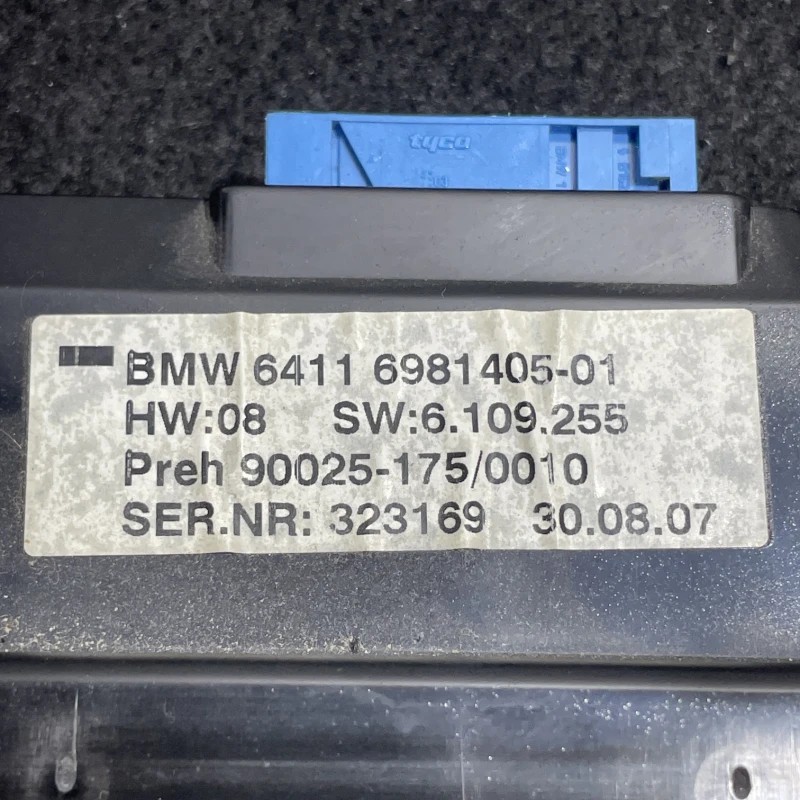 tyco
BMW 6411 6981405-01
HW:08 SW:6.109.255
Preh 90025-175/0010
SER.NR: 323169 30.08.07